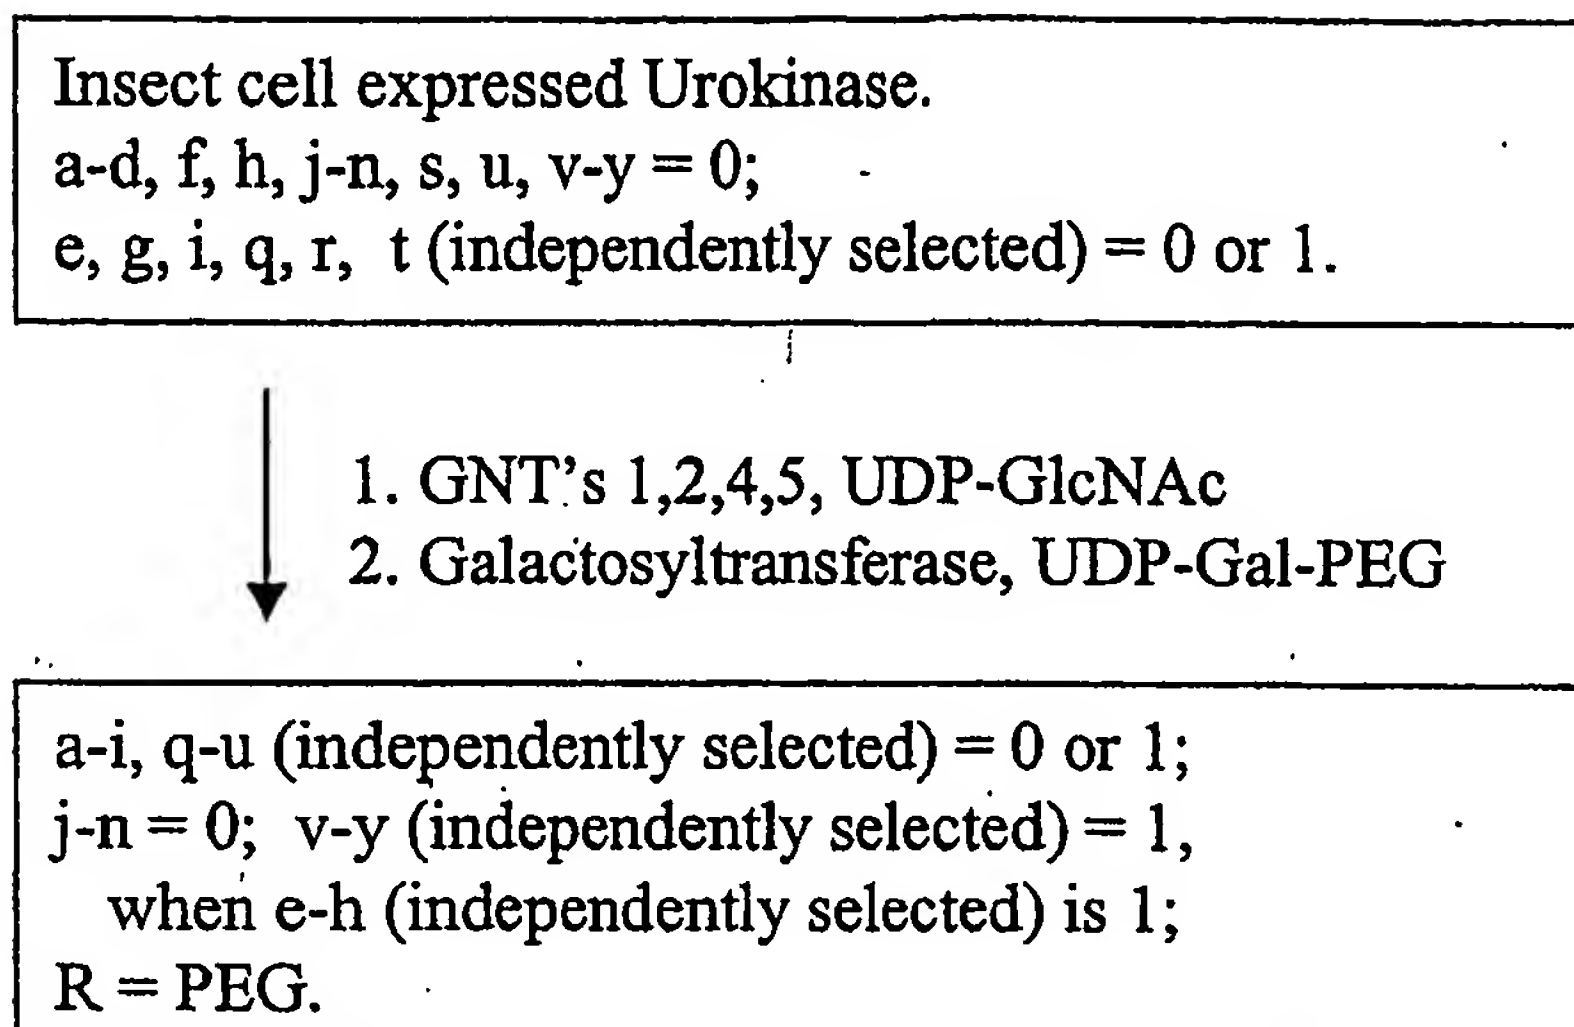 Insect cell expressed Urokinase.
a-d, f, h, j-n, s, u, v-y = 0;
e, g, i, q, r, t (independently selected) = 0 or 1.
1. GNT's 1,2,4,5, UDP-GlcNAc
2. Galactosyltransferase, UDP-Gal-PEG
a-i, q-u (independently selected) = 0 or 1;
j-n = 0; v-y (independently selected) = 1,
when e-h (independently selected) is 1;
R = PEG.